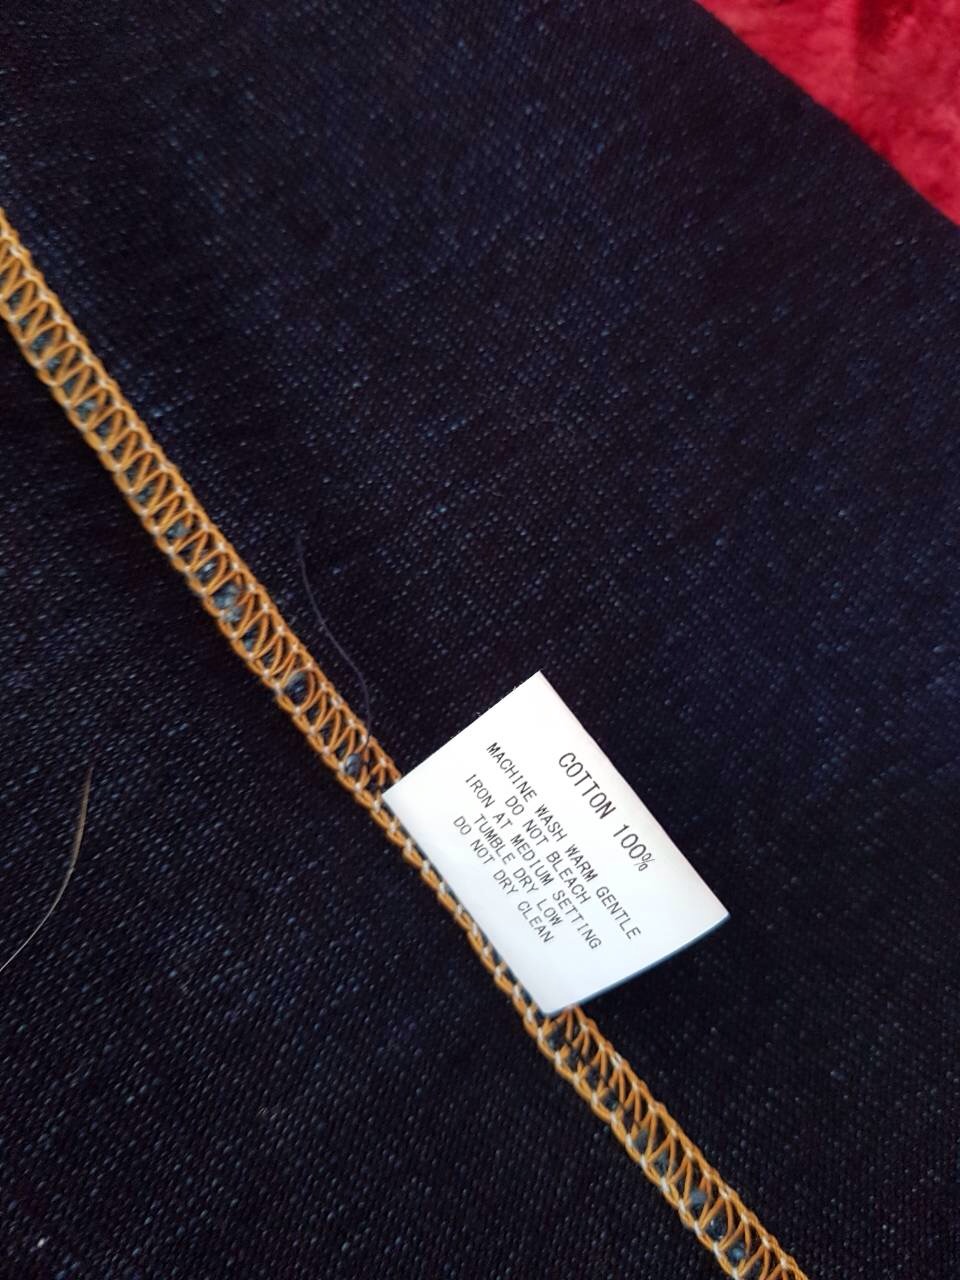 COTTON 100%
MACHINE WASH WARM GENTLE
DO NOT BLEACH
IRON AT MEDIUM SETTING
TUMBLE DRY LOW
DO NOT DRY CLEAN